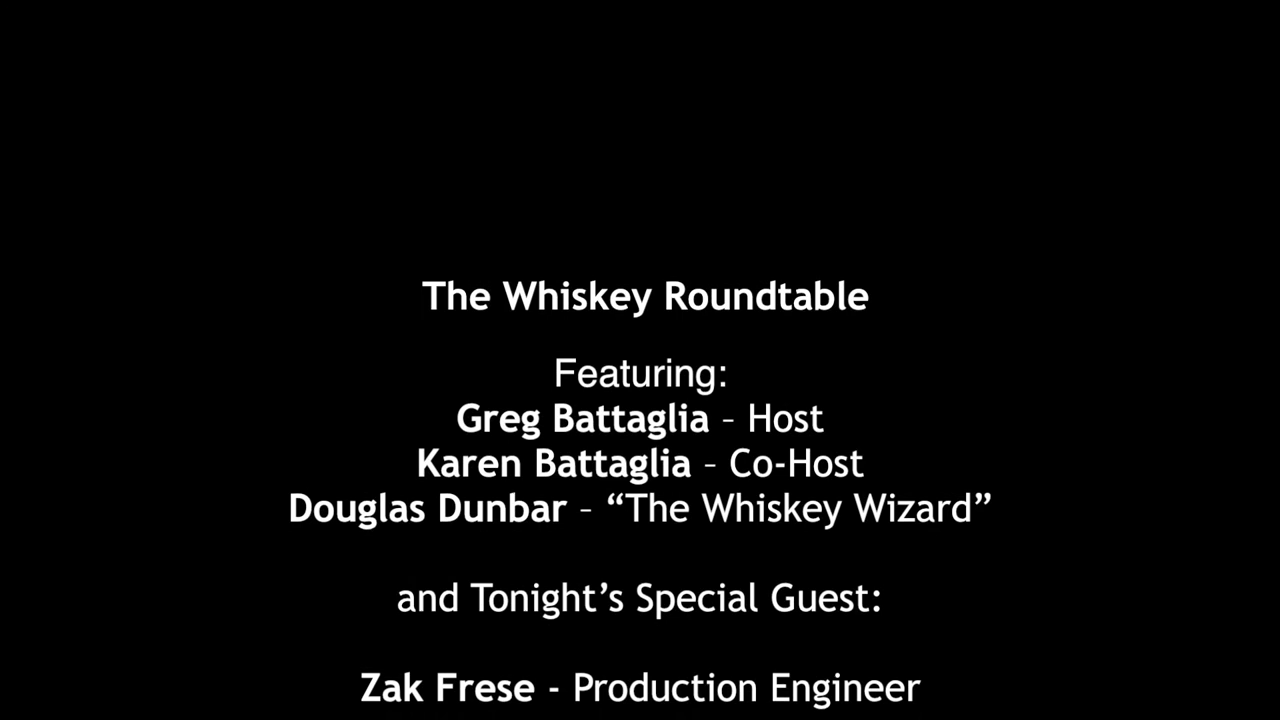 The Whiskey Roundtable
Featuring:
Greg Battaglia – Host
Karen Battaglia – Co-Host
Douglas Dunbar – “The Whiskey Wizard”
and Tonight’s Special Guest:
Zak Frese - Production Engineer